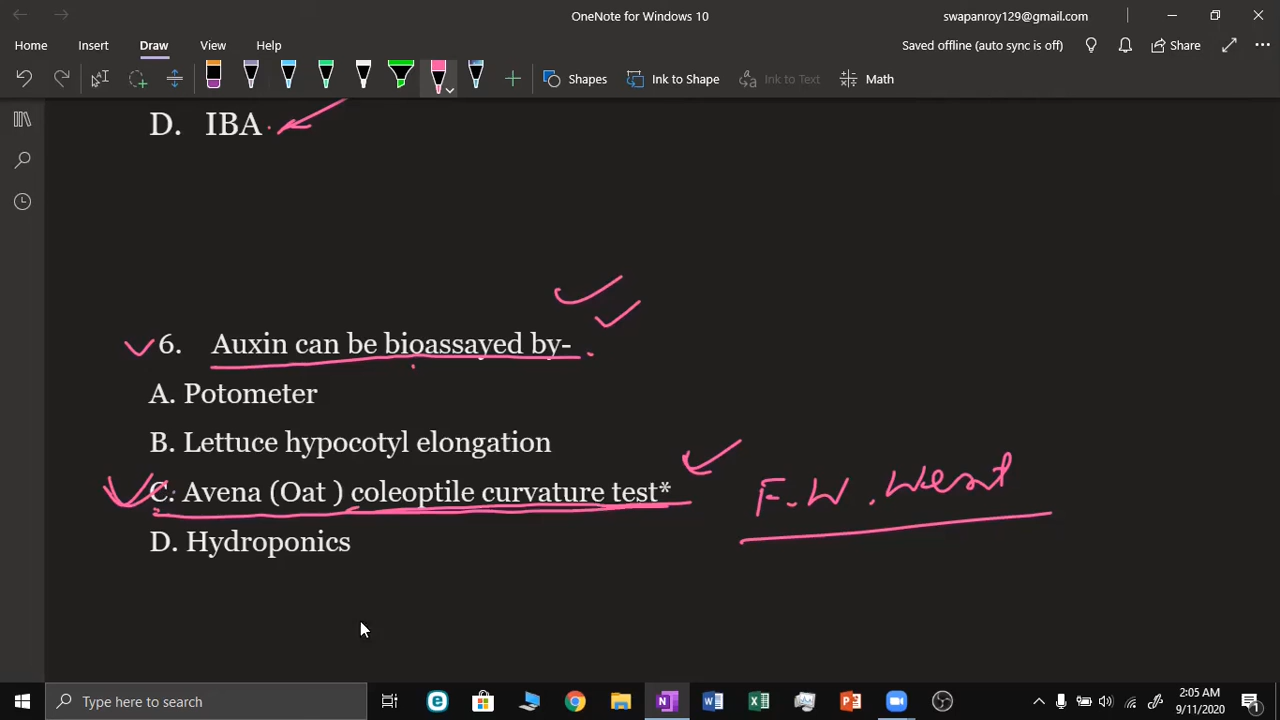 OneNote for Windows 10
swapanroy129@gmail.com
Home Insert Draw View Help
Saved offline (auto sync is off)
Share
Shapes
Ink to Shape
Ink to Text
Math
D. IBA
6. Auxin can be bioassayed by-
A. Potometer
B. Lettuce hypocotyl elongation
C. Avena (Oat ) coleoptile curvature test*
F. W. Went
D. Hydroponics
Type here to search
2:05 AM
9/11/2020
1